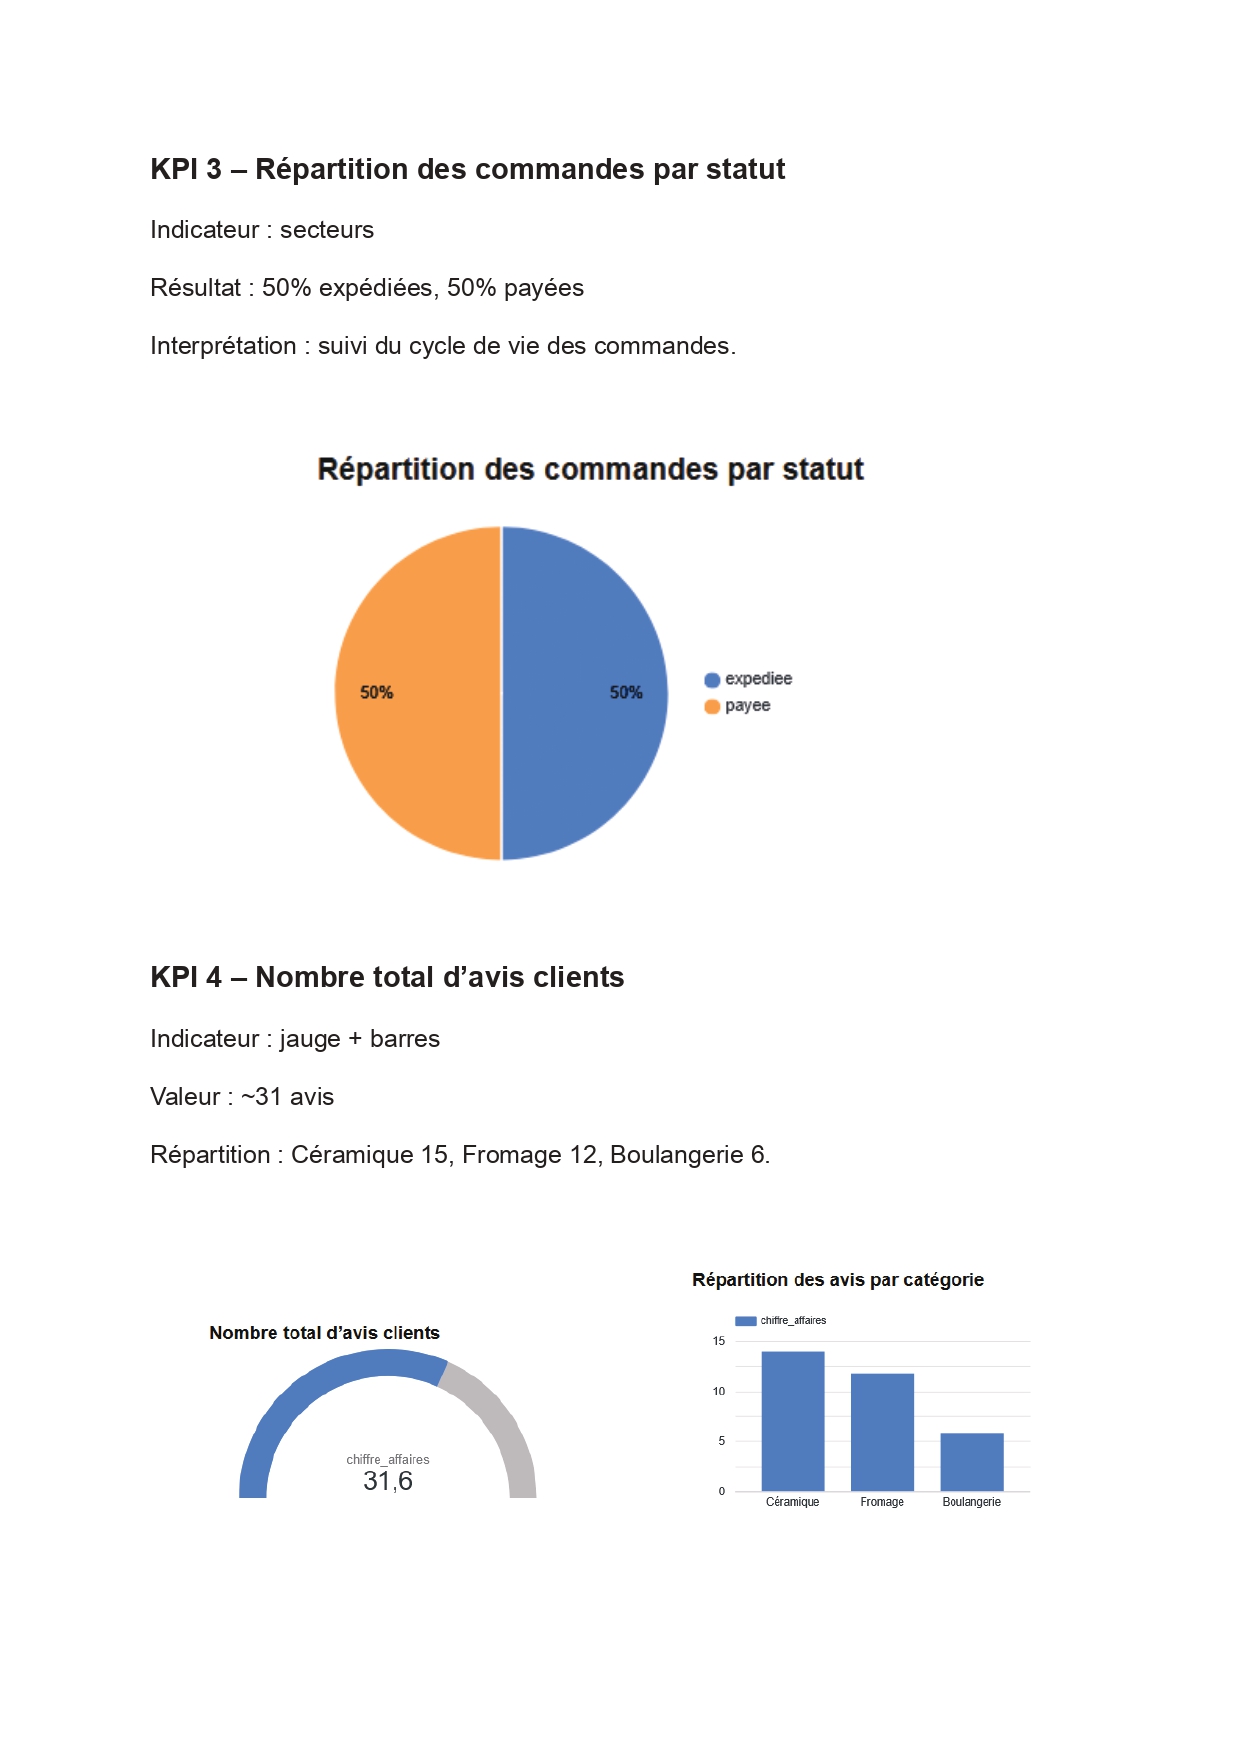 KPI 3 – Répartition des commandes par statut
Indicateur : secteurs
Résultat : 50% expédiées, 50% payées
Interprétation : suivi du cycle de vie des commandes.
Répartition des commandes par statut
50%
50%
expediee
payee
KPI 4 – Nombre total d’avis clients
Indicateur : jauge + barres
Valeur : ~31 avis
Répartition : Céramique 15, Fromage 12, Boulangerie 6.
Nombre total d’avis clients
chiffre_affaires
31,6
Répartition des avis par catégorie
chiffre_affaires
15
10
5
0
Céramique
Fromage
Boulangerie